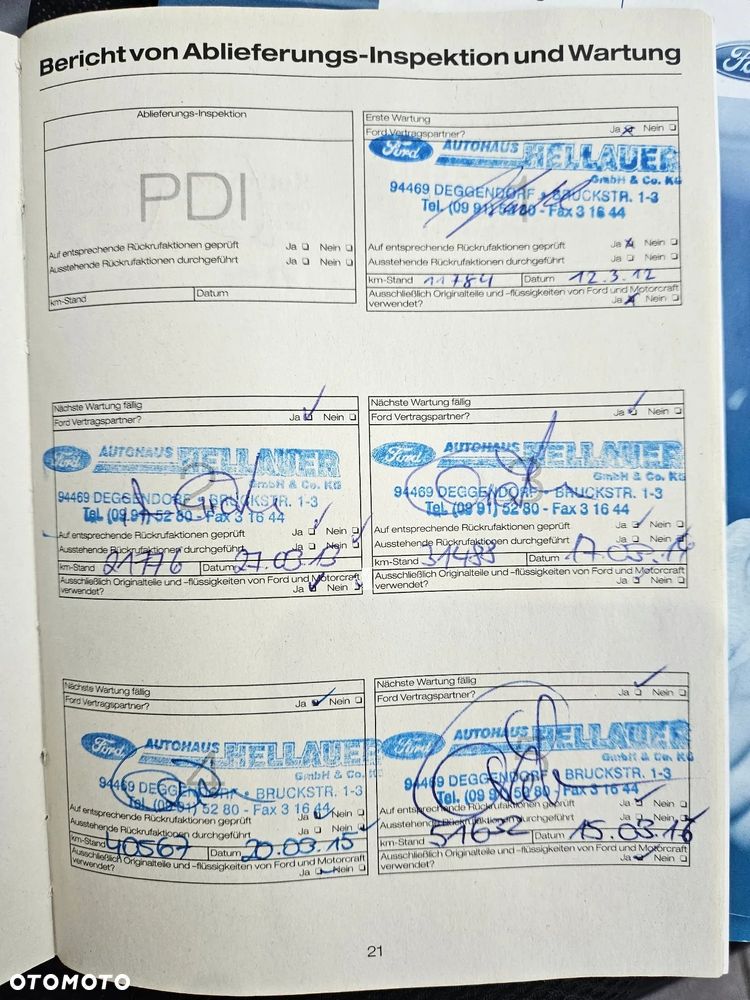 Bericht von Ablieferungs-Inspektion und Wartung
Ablieferungs-Inspektion
PDI
Auf entsprechende Rückrufaktionen geprüft Ja Nein
Ausstehende Rückrufaktionen durchgeführt Ja Nein
km-Stand Datum
Erste Wartung
Ford Vertragspartner? Ja Nein
1
Ford AUTOHAUS HELLAUER
GmbH & Co. KG
94469 DEGGENDORF • BRUCKSTR. 1-3
Tel. (09 91) 52 80 - Fax 3 16 44
Auf entsprechende Rückrufaktionen geprüft Ja Nein
Ausstehende Rückrufaktionen durchgeführt Ja Nein
km-Stand 11784 Datum 12.3.12
Ausschließlich Originalteile und -flüssigkeiten von Ford und Motorcraft
verwendet? Ja Nein
Nächste Wartung fällig
Ford Vertragspartner? Ja Nein
2
Ford AUTOHAUS HELLAUER
GmbH & Co. KG
94469 DEGGENDORF • BRUCKSTR. 1-3
Tel. (09 91) 52 80 - Fax 3 16 44
Auf entsprechende Rückrufaktionen geprüft Ja Nein
Ausstehende Rückrufaktionen durchgeführt Ja Nein
km-Stand 21776 Datum 27.03.13
Ausschließlich Originalteile und -flüssigkeiten von Ford und Motorcraft
verwendet? Ja Nein
Nächste Wartung fällig
Ford Vertragspartner? Ja Nein
3
Ford AUTOHAUS HELLAUER
GmbH & Co. KG
94469 DEGGENDORF • BRUCKSTR. 1-3
Tel. (09 91) 52 80 - Fax 3 16 44
Auf entsprechende Rückrufaktionen geprüft Ja Nein
Ausstehende Rückrufaktionen durchgeführt Ja Nein
km-Stand 31488 Datum
Ausschließlich Originalteile und -flüssigkeiten von Ford und Motorcraft
verwendet? Ja Nein
Nächste Wartung fällig
Ford Vertragspartner? Ja Nein
4
Ford AUTOHAUS HELLAUER
GmbH & Co. KG
94469 DEGGENDORF • BRUCKSTR. 1-3
Tel. (09 91) 52 80 - Fax 3 16 44
Auf entsprechende Rückrufaktionen geprüft Ja Nein
Ausstehende Rückrufaktionen durchgeführt Ja Nein
km-Stand 40567 Datum 20.03.15
Ausschließlich Originalteile und -flüssigkeiten von Ford und Motorcraft
verwendet? Ja Nein
Nächste Wartung fällig
Ford Vertragspartner? Ja Nein
5
Ford AUTOHAUS HELLAUER
GmbH & Co. KG
94469 DEGGENDORF • BRUCKSTR. 1-3
Tel. (09 91) 52 80 - Fax 3 16 44
Auf entsprechende Rückrufaktionen geprüft Ja Nein
Ausstehende Rückrufaktionen durchgeführt Ja Nein
km-Stand 51632 Datum 15.03.16
Ausschließlich Originalteile und -flüssigkeiten von Ford und Motorcraft
verwendet? Ja Nein
21
OTOMOTO